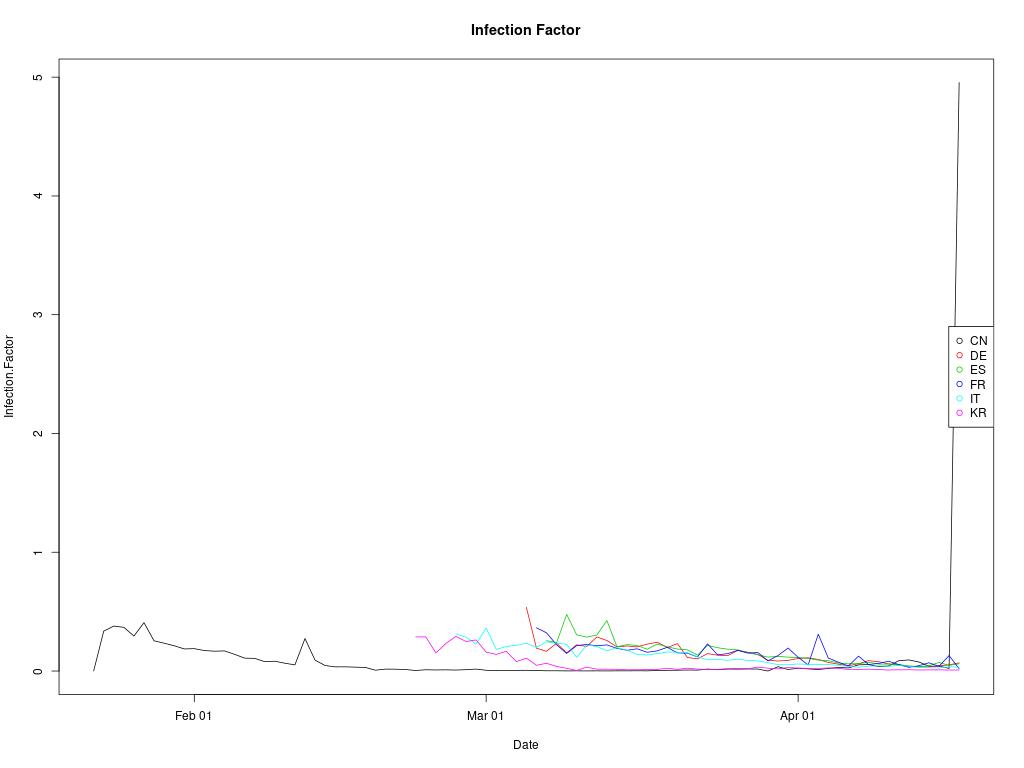 Infection Factor
Infection.Factor
5
4
3
2
1
0
CN
DE
ES
FR
IT
KR
Feb 01
Mar 01
Apr 01
Date